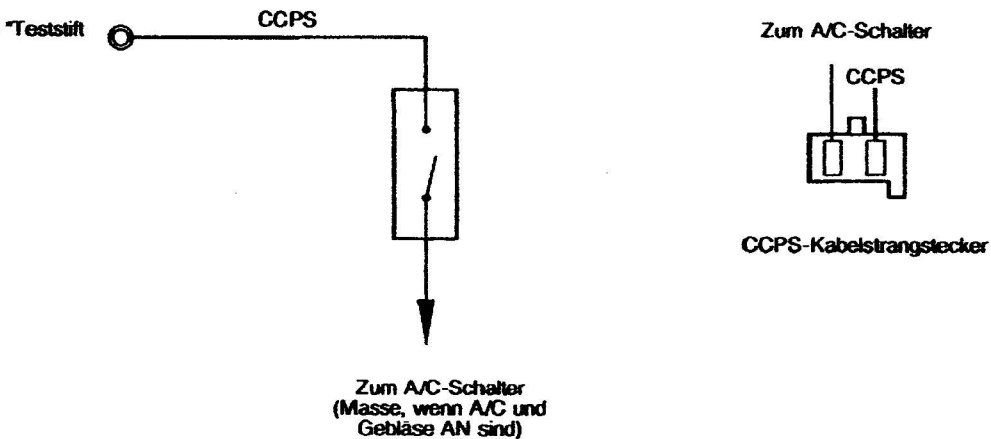 "Teststift
CCPS
Zum A/C-Schalter
(Masse, wenn A/C und
Gebläse AN sind)
Zum A/C-Schalter
CCPS
CCPS-Kabelstrangstecker